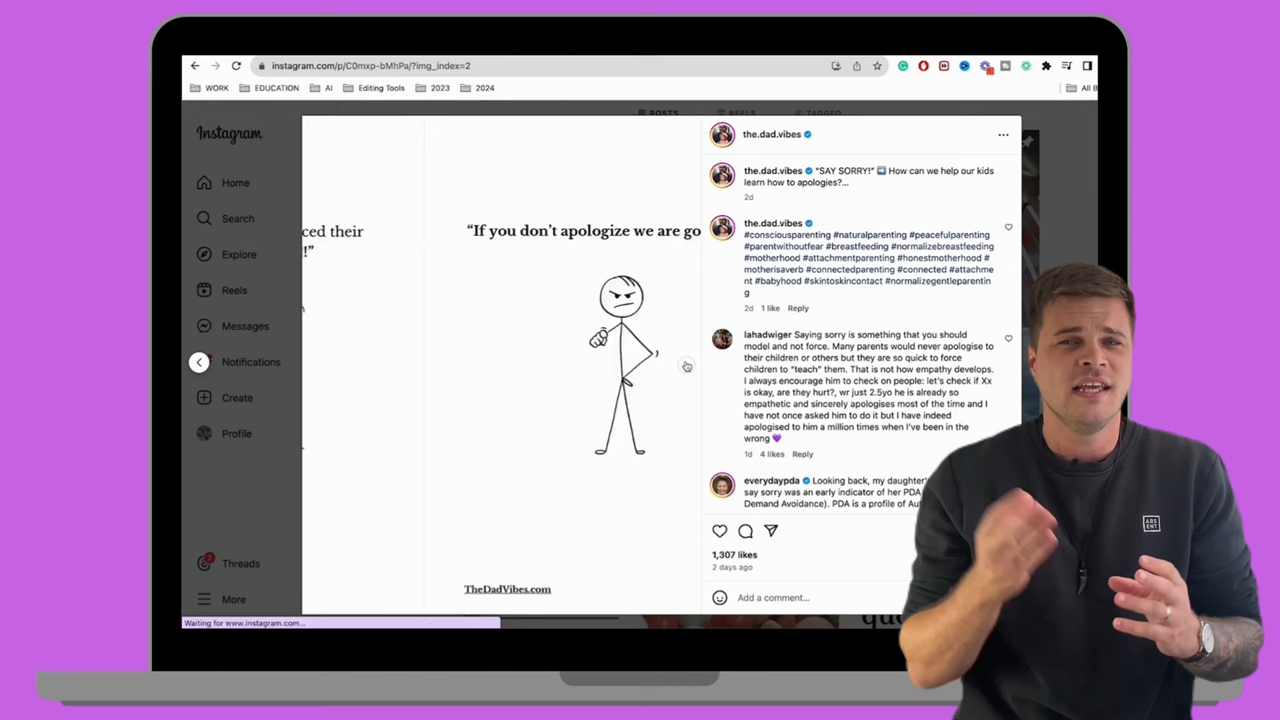 instagram.com/p/C0mxp-bMhPa/?img_index=2
WORK EDUCATION AI Editing Tools 2023 2024 All B
POSTS REELS TAGGED
Instagram
Home
Search
Explore
Reels
Messages
Notifications
Create
Profile
7
Threads
More
Waiting for www.instagram.com...
ced their
!”
“If you don’t apologize we are go
TheDadVibes.com
the.dad.vibes
the.dad.vibes “SAY SORRY!” ➡️ How can we help our kids
learn how to apologies?...
2d
the.dad.vibes
#consciousparenting #naturalparenting #peacefulparenting
#parentwithoutfear #breastfeeding #normalizebreastfeeding
#motherhood #attachmentparenting #honestmotherhood #
motherisaverb #connectedparenting #connected #attachme
nt #babyhood #skintoskincontact #normalizegentleparentin
g
2d 1 like Reply
lahadwiger Saying sorry is something that you should
model and not force. Many parents would never apologise to
their children or others but they are so quick to force
children to “teach” them. That is not how empathy develops.
I always encourage him to check on people: let’s check if Xx
is okay, are they hurt?, wr just 2.5yo he is already so
empathetic and sincerely apologises most of the time and I
have not once asked him to do it but I have indeed
apologised to him a million times when I’ve been in the
wrong 💜
1d 4 likes Reply
everydaypda Looking back, my daughter’
say sorry was an early indicator of her PDA
Demand Avoidance). PDA is a profile of Aut
1,307 likes
2 days ago
Add a comment...
ABS
ENT